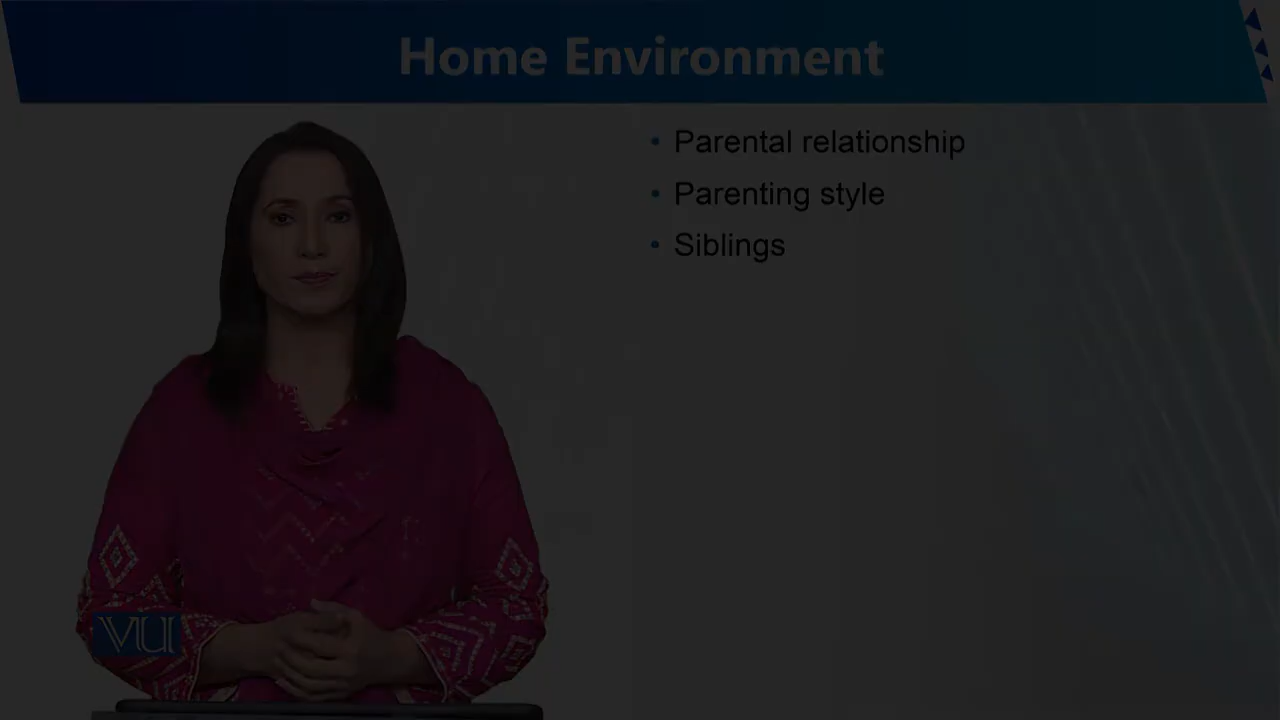 Home Environment
• Parental relationship
• Parenting style
• Siblings
VU